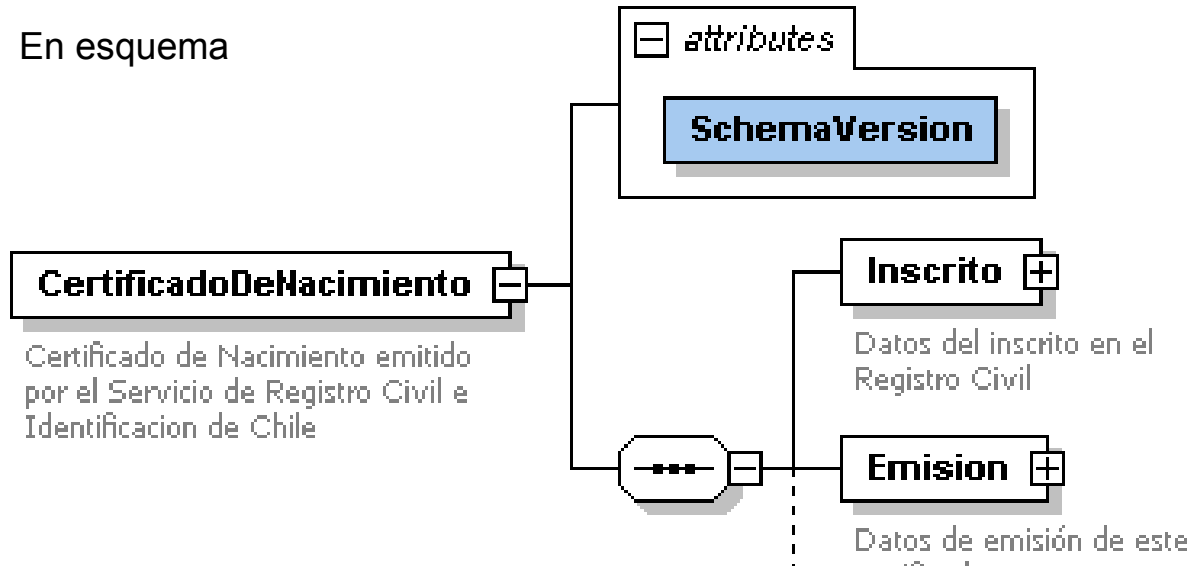 En esquema
attributes
SchemaVersion
CertificadoDeNacimiento
Certificado de Nacimiento emitido
por el Servicio de Registro Civil e
Identificacion de Chile
Inscrito
Datos del inscrito en el
Registro Civil
Emision
Datos de emisión de este